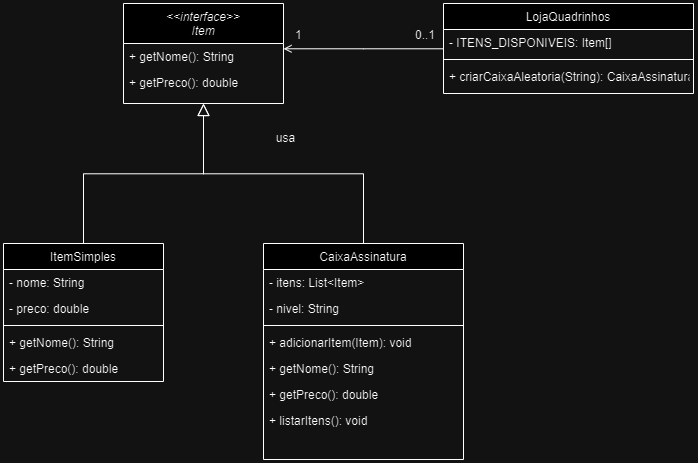 <<interface>>
Item
+ getNome(): String
+ getPreco(): double
1
0..1
LojaQuadrinhos
- ITENS_DISPONIVEIS: Item[]
+ criarCaixaAleatoria(String): CaixaAssinatura
usa
ItemSimples
- nome: String
- preco: double
+ getNome(): String
+ getPreco(): double
CaixaAssinatura
- itens: List<Item>
- nivel: String
+ adicionarItem(Item): void
+ getNome(): String
+ getPreco(): double
+ listarItens(): void